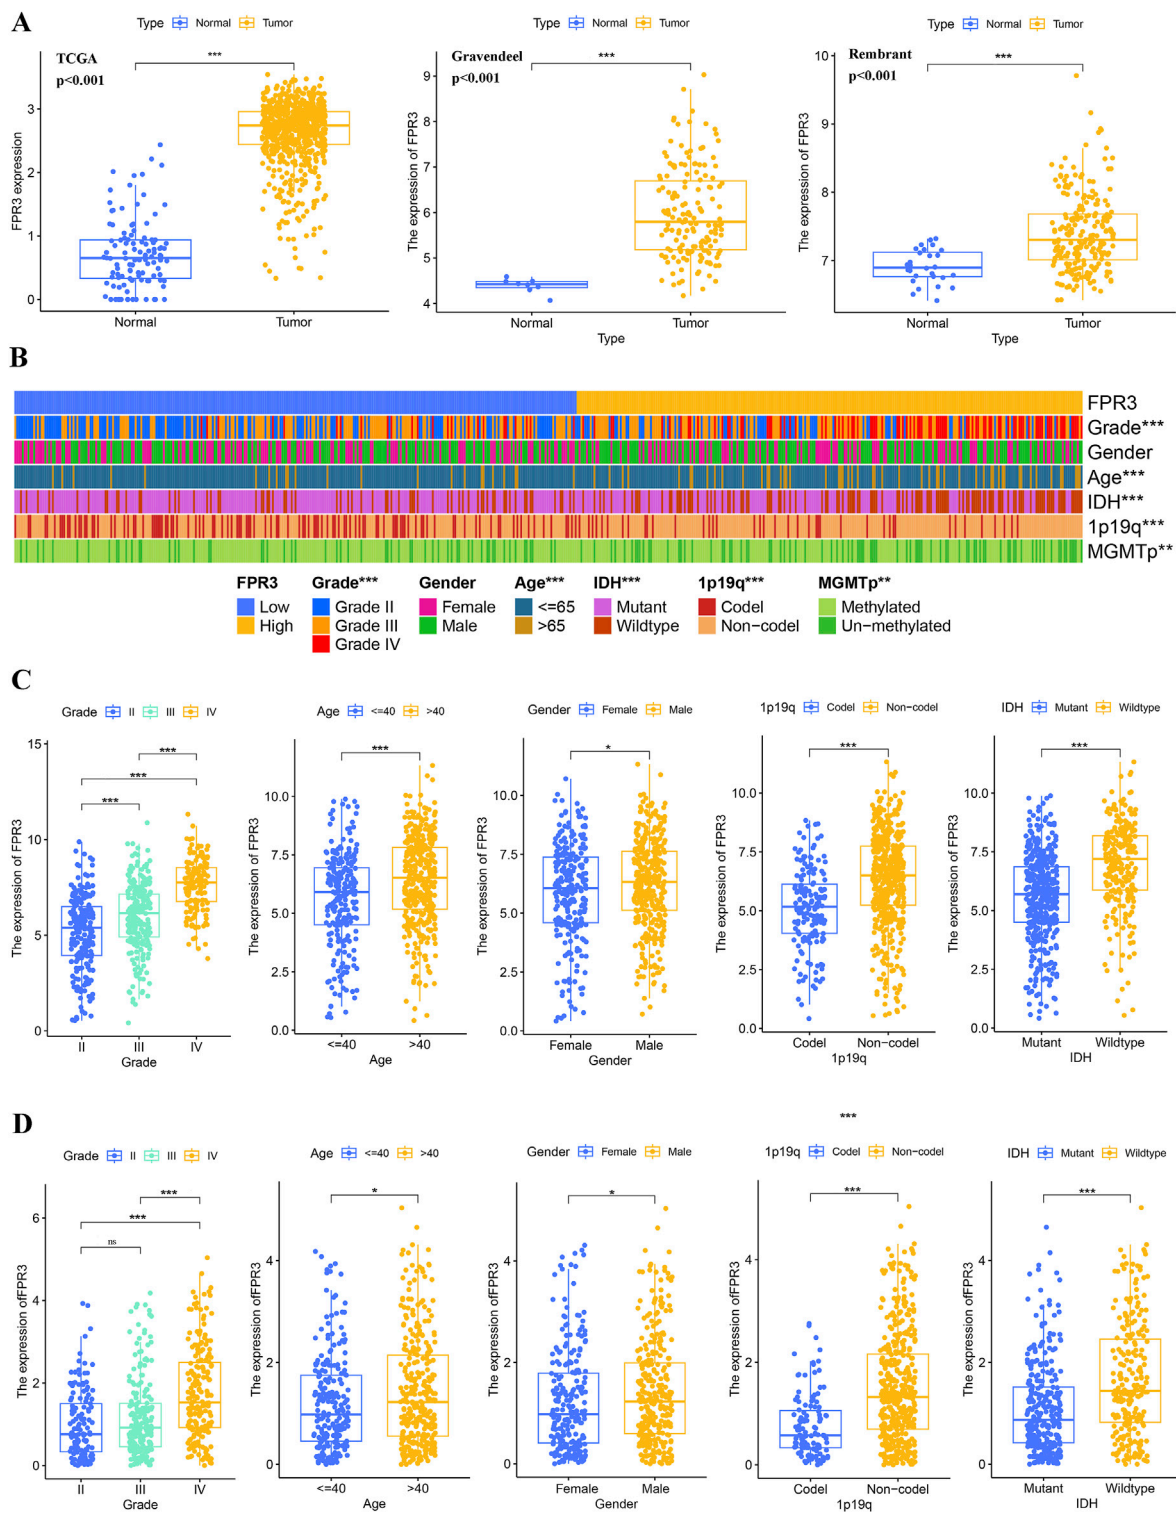 A
Type Normal Tumor
Type Normal Tumor
Type Normal Tumor
TCGA
p<0.001
***
FPR3 expression
3
2
1
0
Normal Tumor
Gravendeel
p<0.001
***
The expression of FPR3
9
8
7
6
5
4
Normal Tumor
Type
Rembrant
p<0.001
***
The expression of FPR3
10
9
8
7
Normal Tumor
Type
B
FPR3
Grade***
Gender
Age***
IDH***
1p19q***
MGMTp**
FPR3 Grade*** Gender Age*** IDH*** 1p19q*** MGMTp**
Low Grade II Female <=65 Mutant Codel Methylated
High Grade III Male >65 Wildtype Non−codel Un−methylated
Grade IV
C
Grade II III IV
***
***
***
The expression of FPR3
15
10
5
0
II III IV
Grade
Age <=40 >40
***
The expression of FPR3
10.0
7.5
5.0
2.5
0.0
<=40 >40
Age
Gender Female Male
*
The expression of FPR3
10.0
7.5
5.0
2.5
0.0
Female Male
Gender
1p19q Codel Non−codel
***
The expression of FPR3
10.0
7.5
5.0
2.5
0.0
Codel Non−codel
1p19q
IDH Mutant Wildtype
***
The expression of FPR3
10.0
7.5
5.0
2.5
0.0
Mutant Wildtype
IDH
D
***
Grade II III IV
***
***
ns
The expression ofFPR3
6
4
2
0
II III IV
Grade
Age <=40 >40
*
The expression ofFPR3
4
2
0
<=40 >40
Age
Gender Female Male
*
The expression ofFPR3
4
2
0
Female Male
Gender
1p19q Codel Non−codel
***
The expression ofFPR3
4
2
0
Codel Non−codel
1p19q
IDH Mutant Wildtype
***
The expression ofFPR3
4
2
0
Mutant Wildtype
IDH